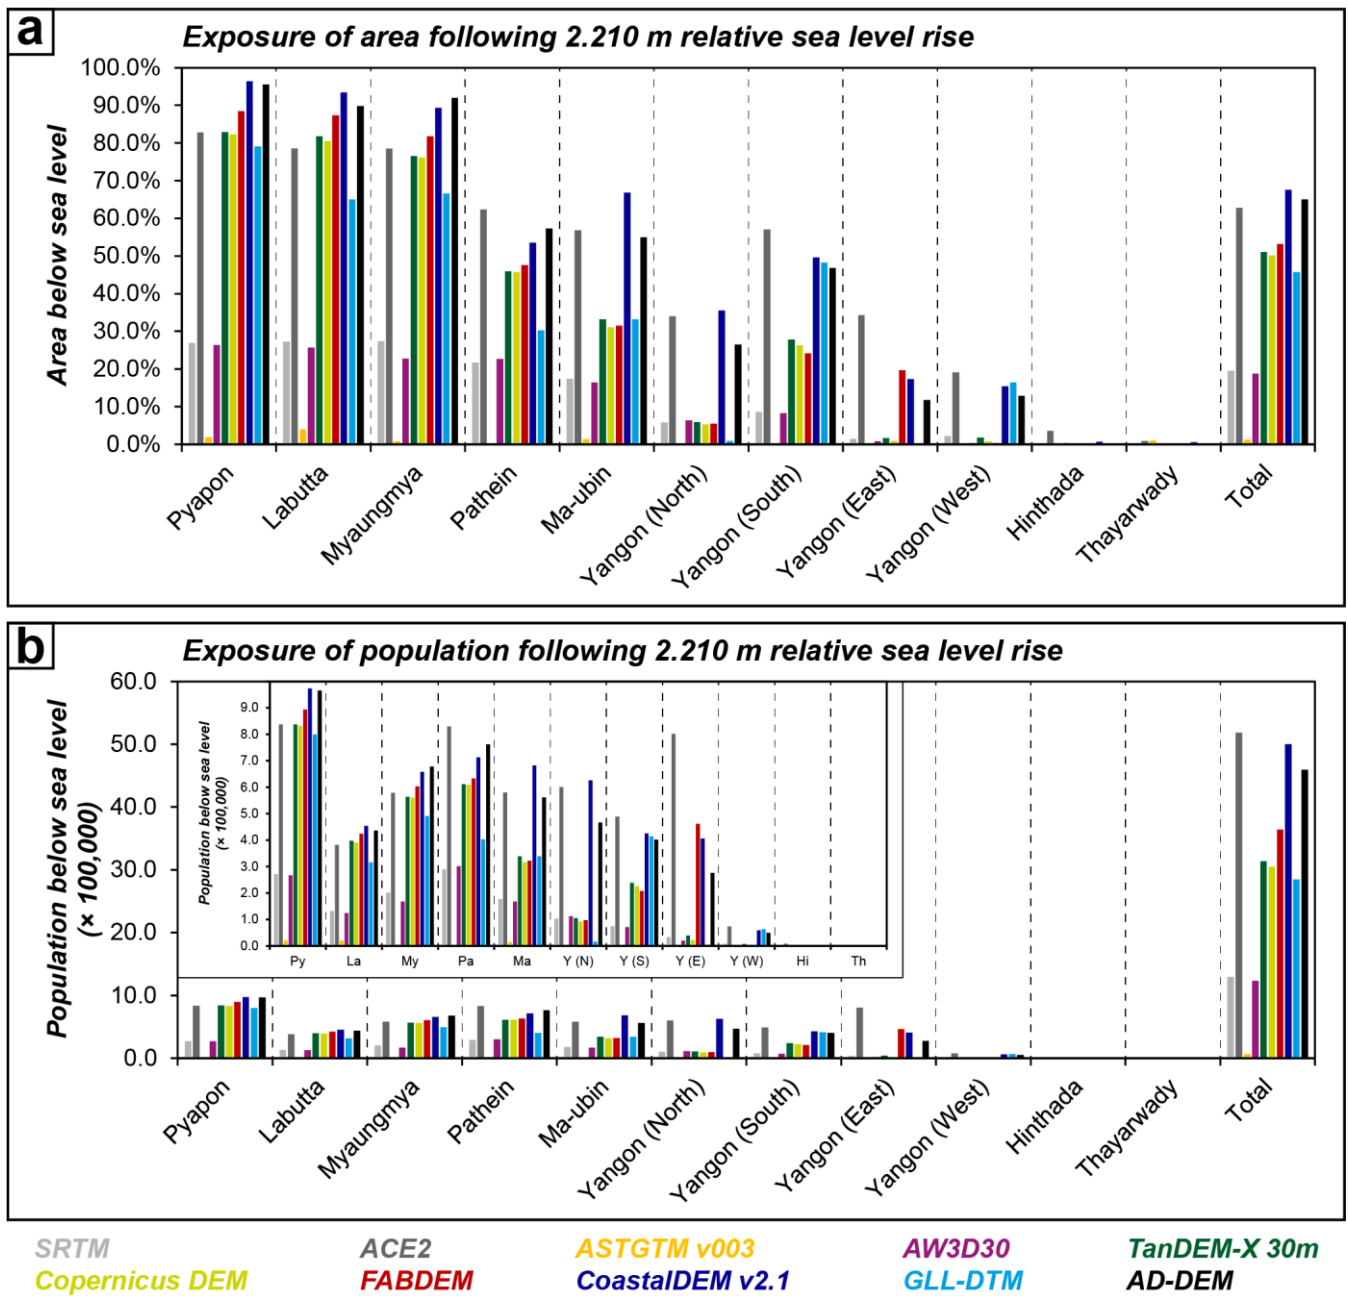 a
Exposure of area following 2.210 m relative sea level rise
Area below sea level
100.0%
90.0%
80.0%
70.0%
60.0%
50.0%
40.0%
30.0%
20.0%
10.0%
0.0%
Pyapon
Labutta
Myaungmya
Pathein
Ma-ubin
Yangon (North)
Yangon (South)
Yangon (East)
Yangon (West)
Hinthada
Thayarwady
Total
b
Exposure of population following 2.210 m relative sea level rise
Population below sea level
(× 100,000)
60.0
50.0
40.0
30.0
20.0
10.0
0.0
Population below sea level
(× 100,000)
9.0
8.0
7.0
6.0
5.0
4.0
3.0
2.0
1.0
0.0
Py La My Pa Ma Y (N) Y (S) Y (E) Y (W) Hi Th
Pyapon
Labutta
Myaungmya
Pathein
Ma-ubin
Yangon (North)
Yangon (South)
Yangon (East)
Yangon (West)
Hinthada
Thayarwady
Total
SRTM ACE2 ASTGTM v003 AW3D30 TanDEM-X 30m
Copernicus DEM FABDEM CoastalDEM v2.1 GLL-DTM AD-DEM